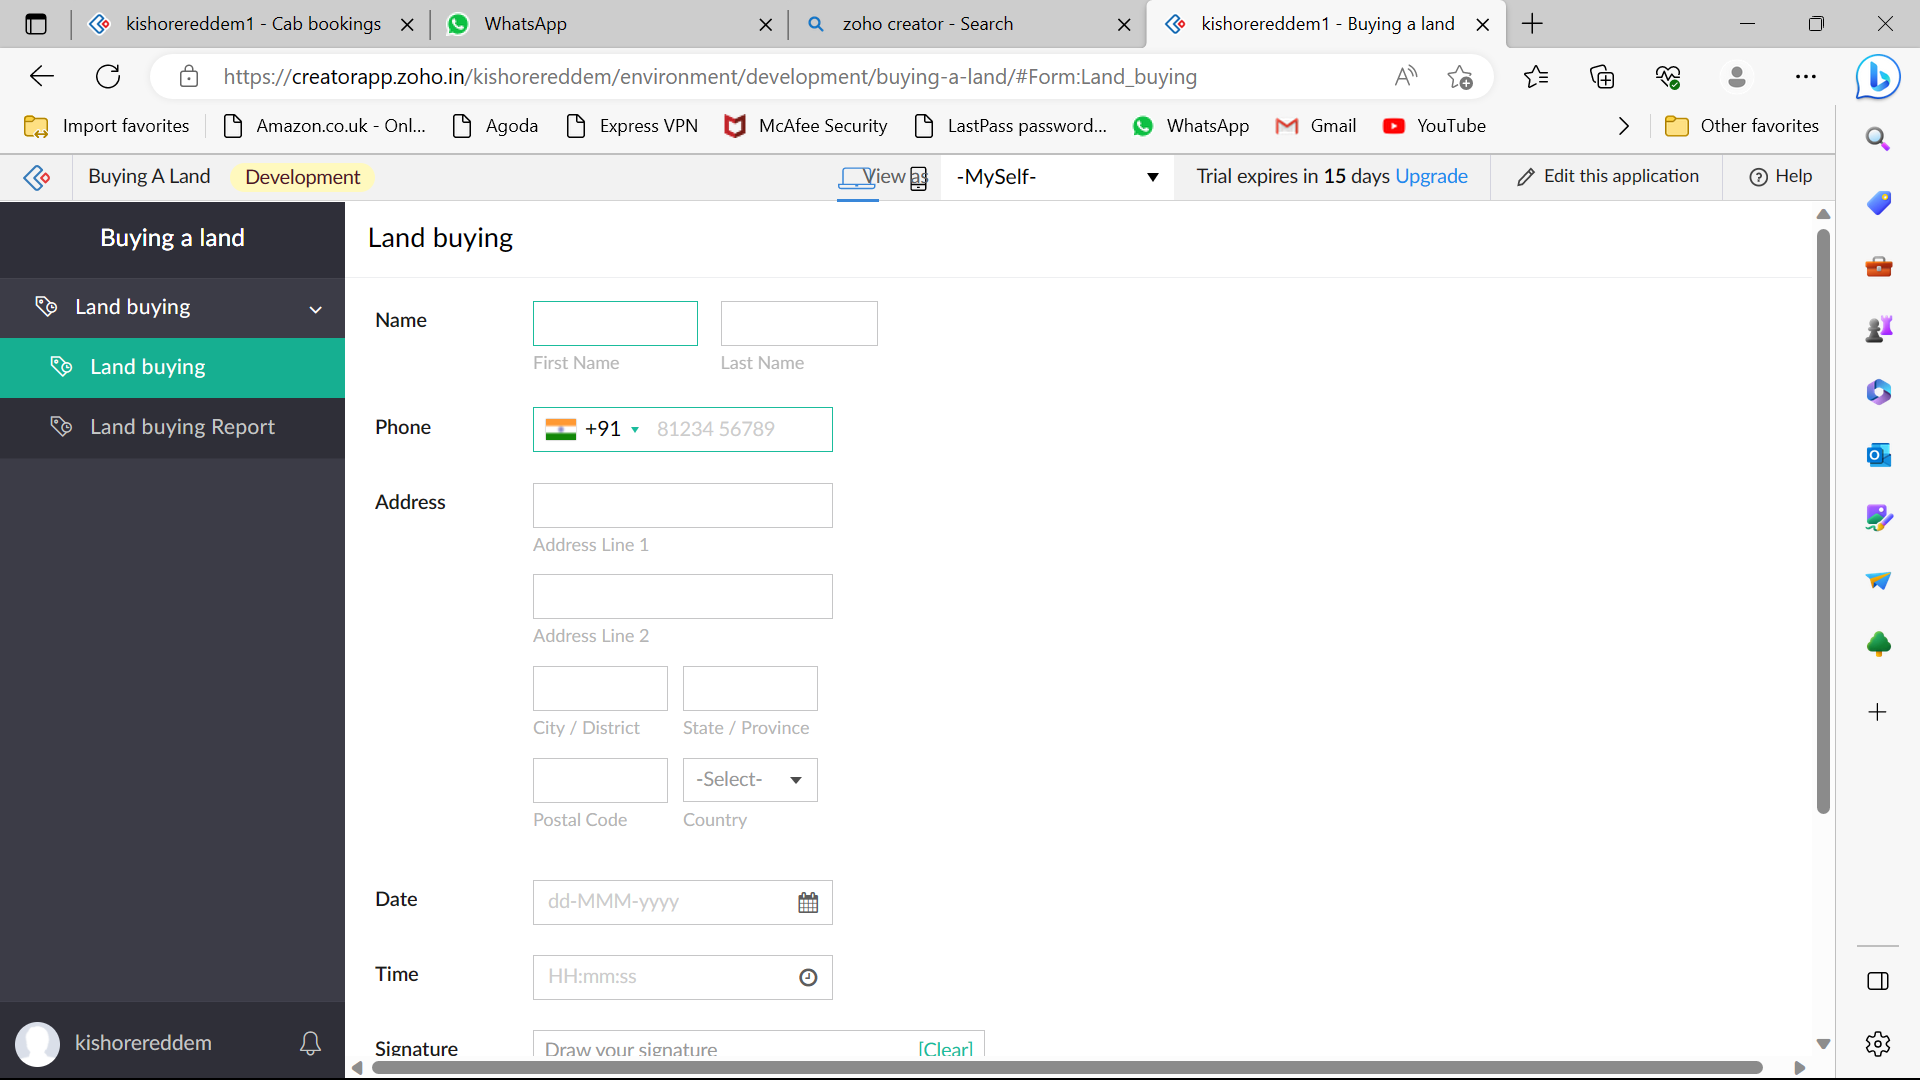 kishorereddem1 - Cab bookings
WhatsApp
zoho creator - Search
kishorereddem1 - Buying a land
https://creatorapp.zoho.in/kishorereddem/environment/development/buying-a-land/#Form:Land_buying
Import favorites
Amazon.co.uk - Onl...
Agoda
Express VPN
McAfee Security
LastPass password...
WhatsApp
Gmail
YouTube
Other favorites
Buying A Land
Development
View as
-MySelf-
Trial expires in 15 days Upgrade
Edit this application
Help
Buying a land
Land buying
Land buying
Land buying Report
kishorereddem
Land buying
Name
First Name
Last Name
Phone
+91
81234 56789
Address
Address Line 1
Address Line 2
City / District
State / Province
-Select-
Postal Code
Country
Date
dd-MMM-yyyy
Time
HH:mm:ss
Signature
Draw your signature
[Clear]